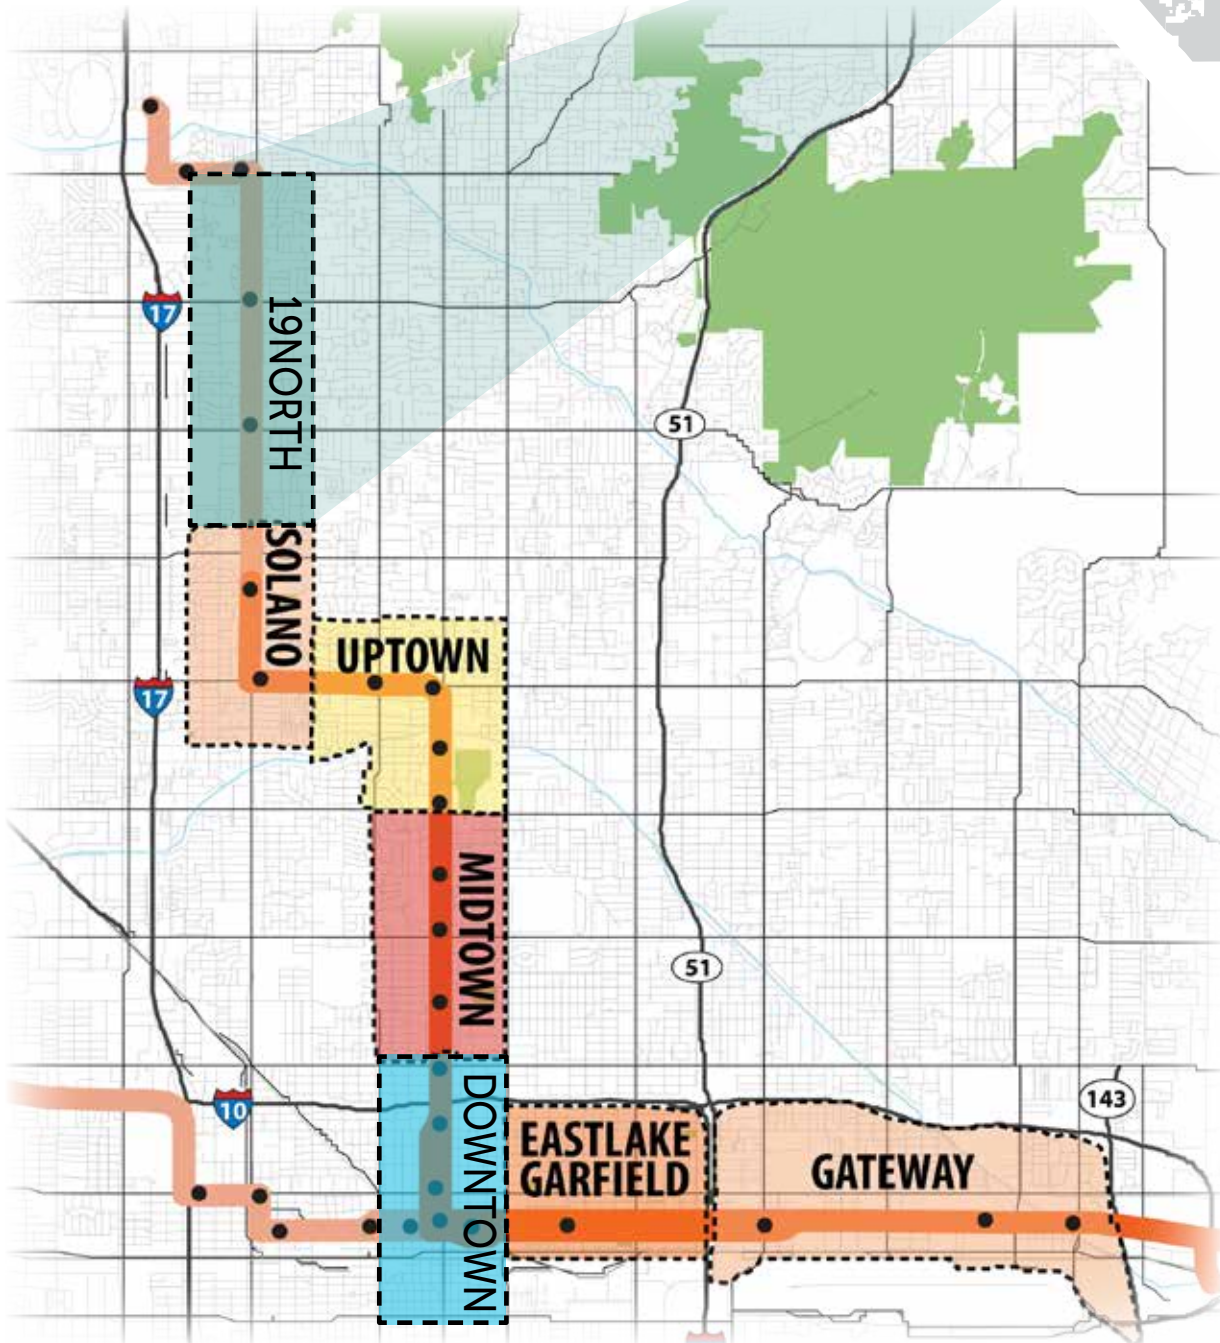 17
19NORTH
51
SOLANO
UPTOWN
17
MIDTOWN
51
DOWNTOWN
10
143
EASTLAKE
GARFIELD
GATEWAY